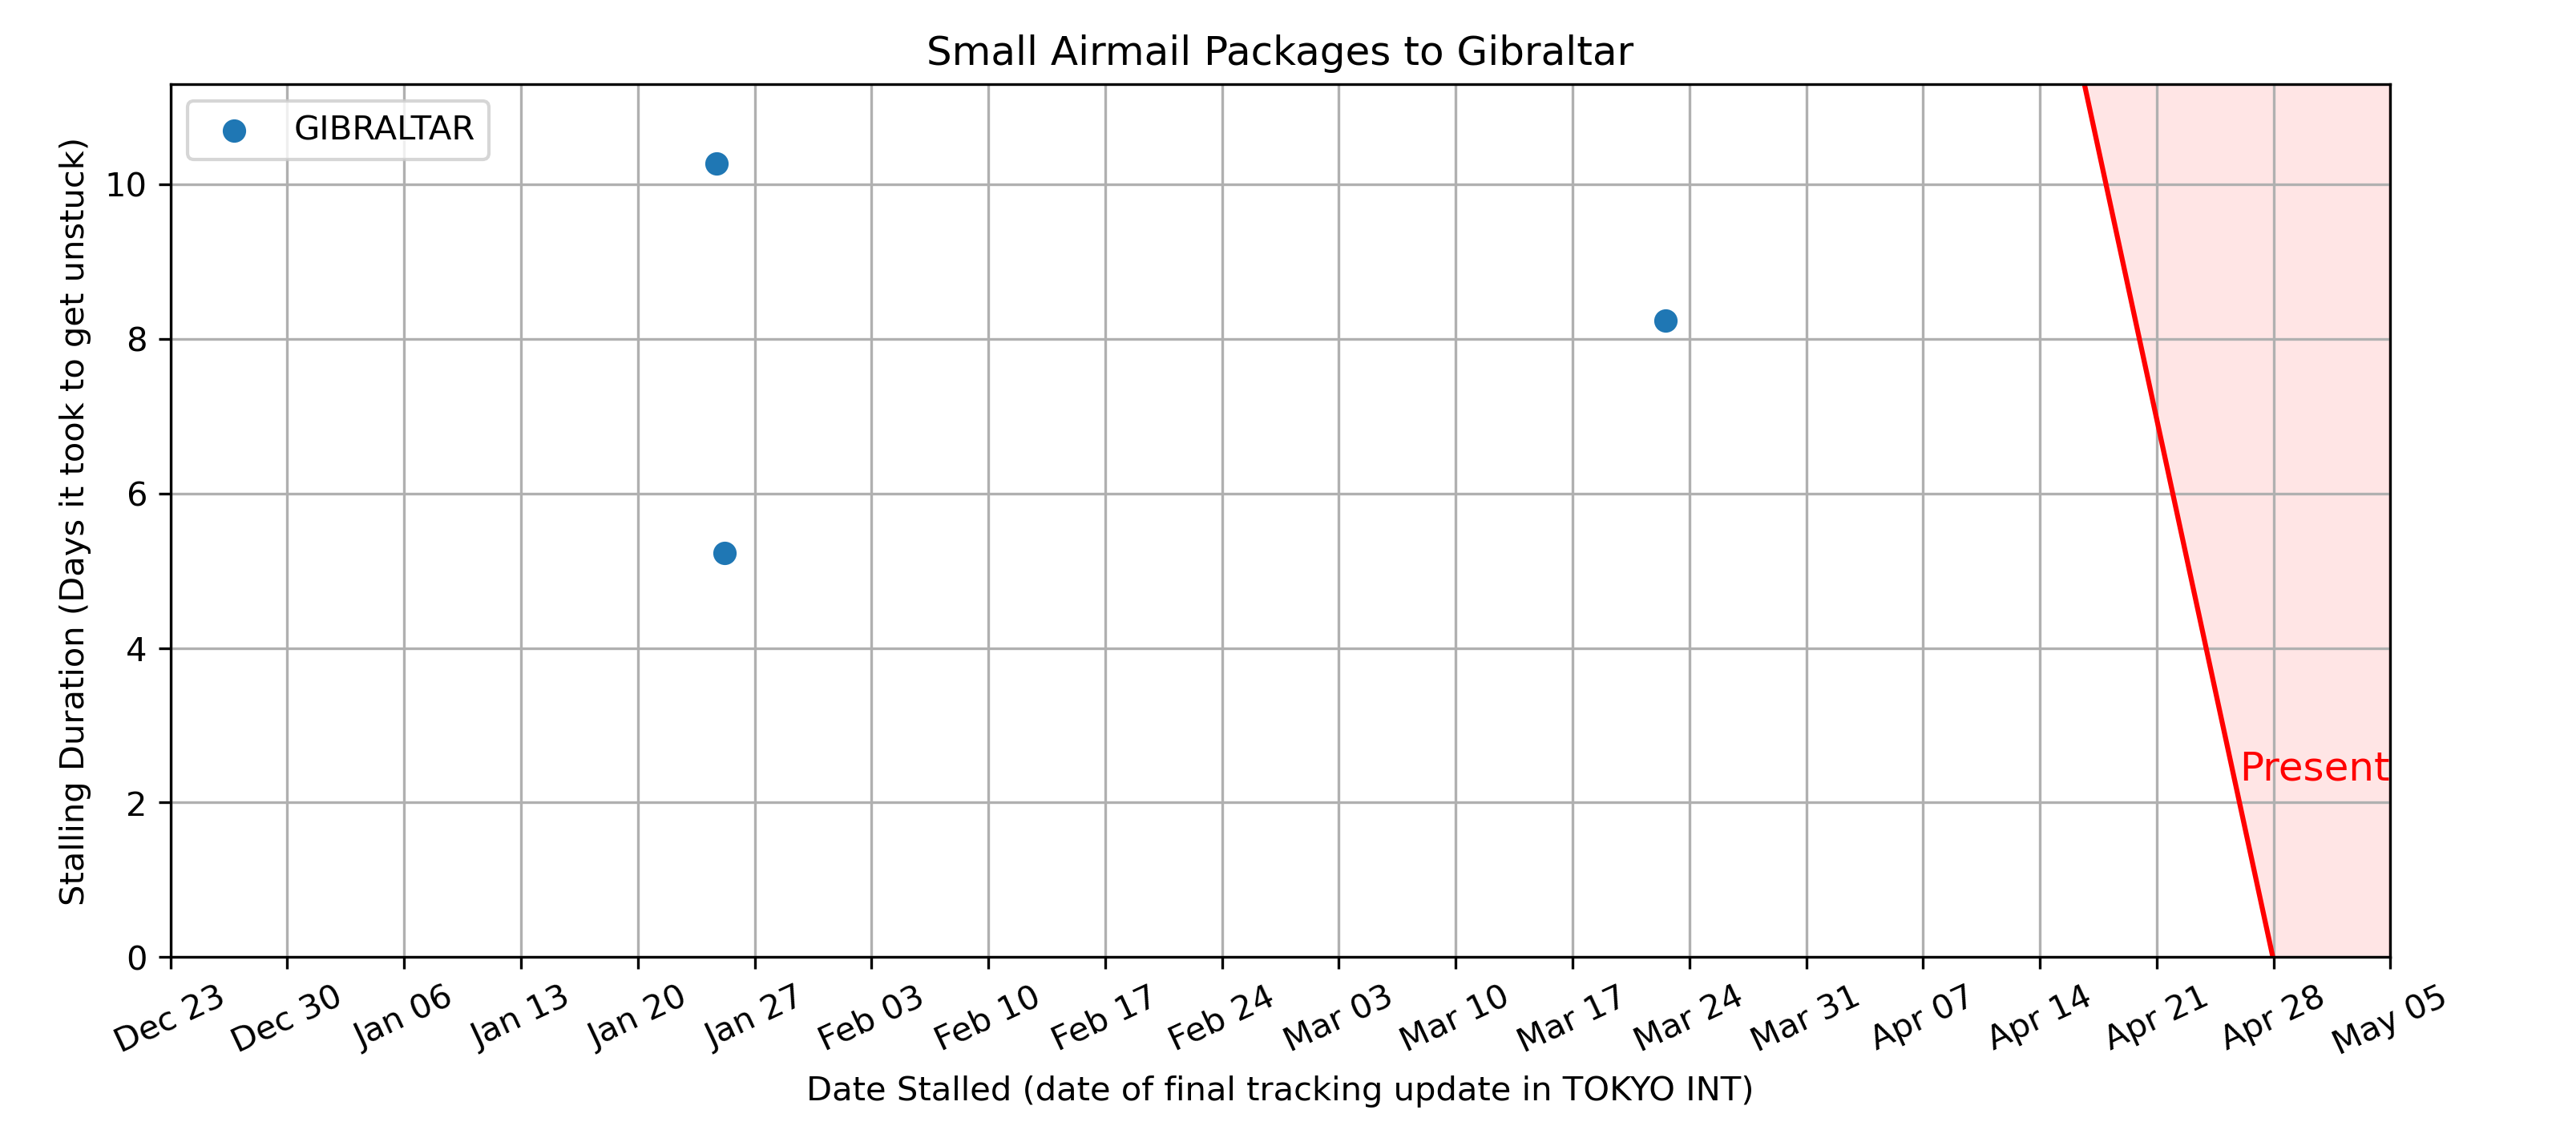 Small Airmail Packages to Gibraltar
GIBRALTAR
Stalling Duration (Days it took to get unstuck)
10
8
6
4
2
0
Present
Dec 23 Dec 30 Jan 06 Jan 13 Jan 20 Jan 27 Feb 03 Feb 10 Feb 17 Feb 24 Mar 03 Mar 10 Mar 17 Mar 24 Mar 31 Apr 07 Apr 14 Apr 21 Apr 28 May 05
Date Stalled (date of final tracking update in TOKYO INT)